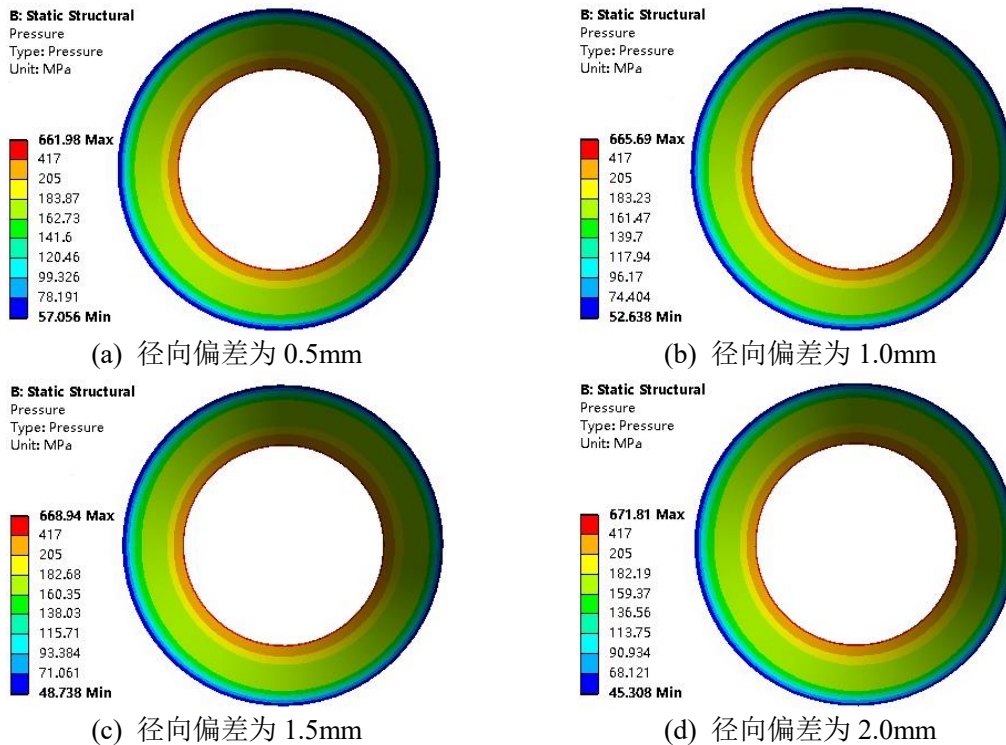 B: Static Structural
Pressure
Type: Pressure
Unit: MPa
661.98 Max
417
205
183.87
162.73
141.6
120.46
99.326
78.191
57.056 Min
(a) 径向偏差为 0.5mm
B: Static Structural
Pressure
Type: Pressure
Unit: MPa
665.69 Max
417
205
183.23
161.47
139.7
117.94
96.17
74.404
52.638 Min
(b) 径向偏差为 1.0mm
B: Static Structural
Pressure
Type: Pressure
Unit: MPa
668.94 Max
417
205
182.68
160.35
138.03
115.71
93.384
71.061
48.738 Min
(c) 径向偏差为 1.5mm
B: Static Structural
Pressure
Type: Pressure
Unit: MPa
671.81 Max
417
205
182.19
159.37
136.56
113.75
90.934
68.121
45.308 Min
(d) 径向偏差为 2.0mm